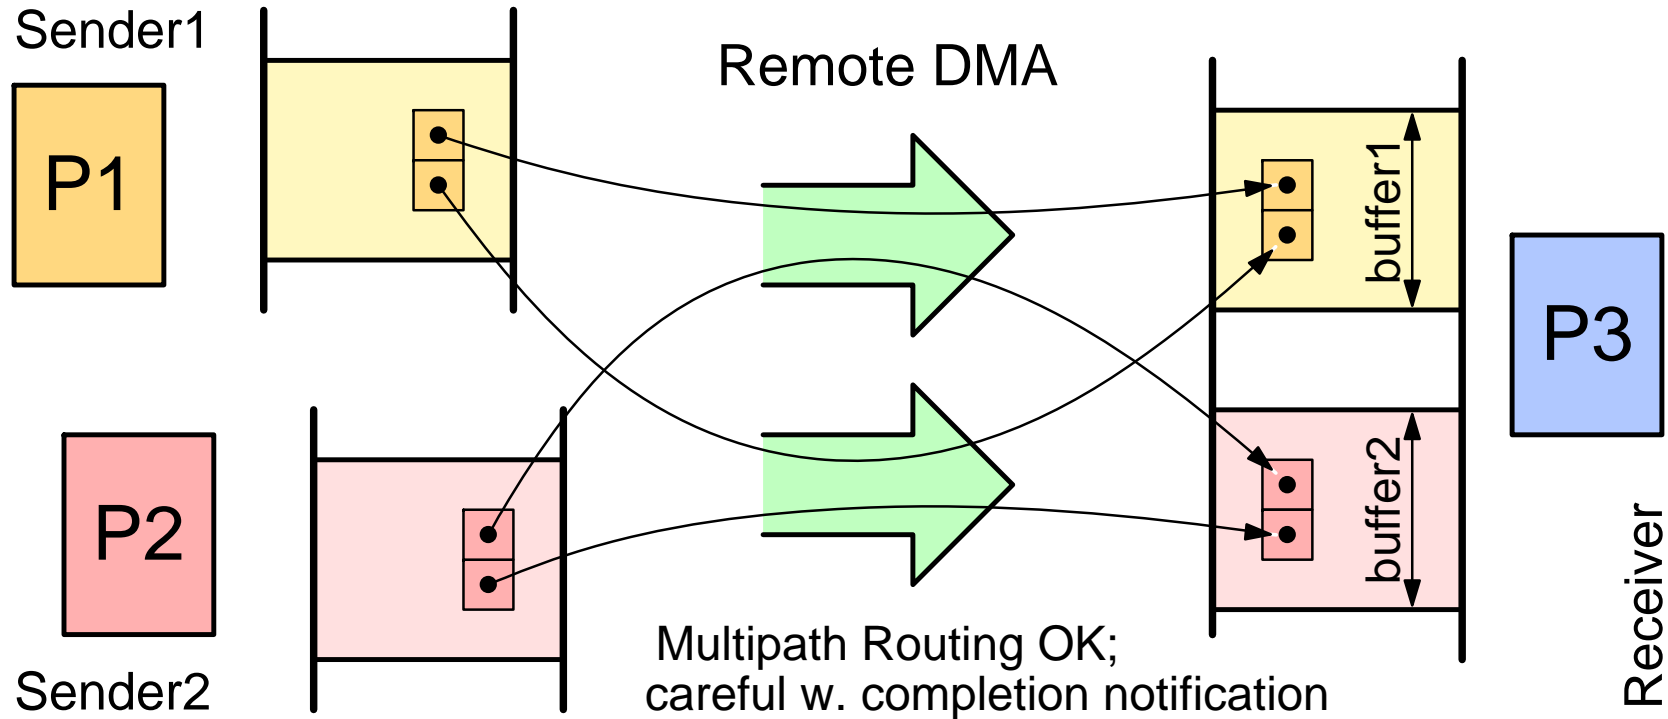 Sender1
Remote DMA
P1
buffer1
P3
P2
buffer2
Receiver
Multipath Routing OK;
careful w. completion notification
Sender2